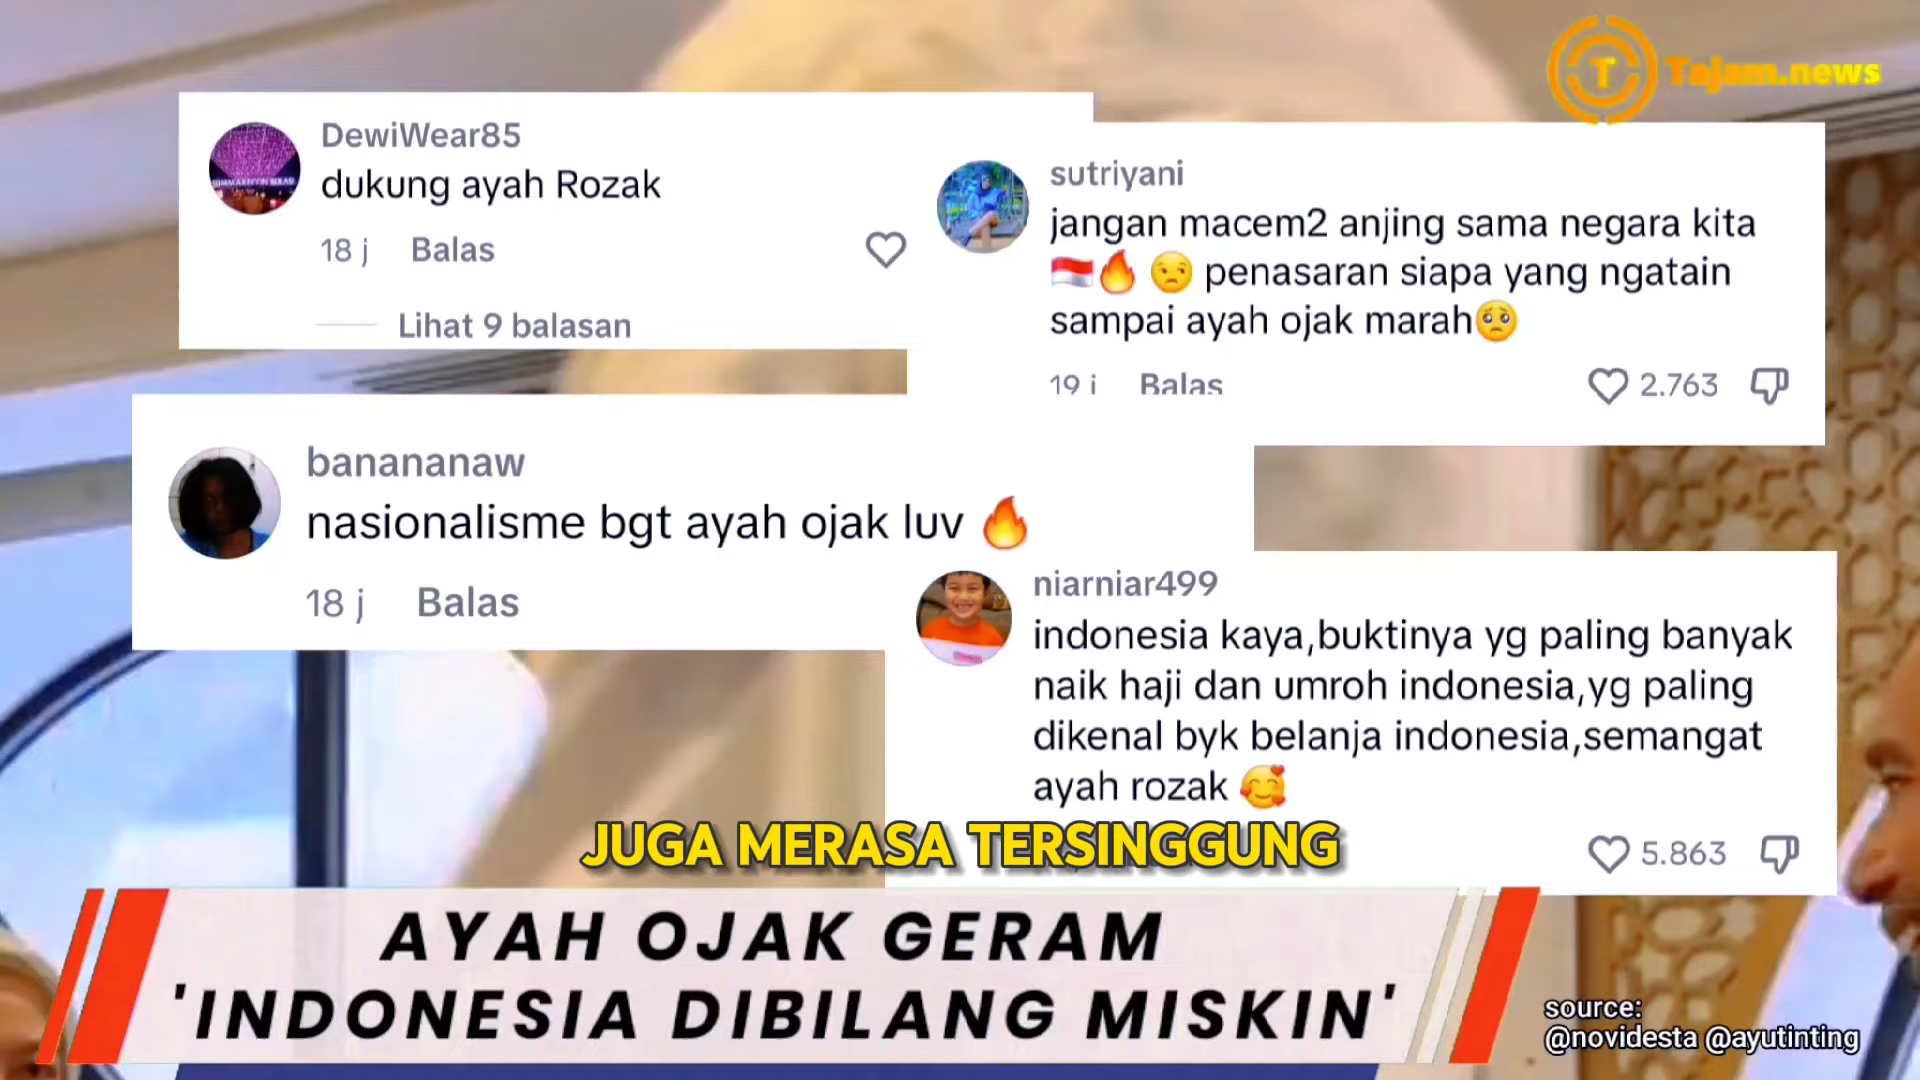 Tajam.news
DewiWear85
dukung ayah Rozak
18 j Balas
Lihat 9 balasan
sutriyani
jangan macem2 anjing sama negara kita
🇮🇩🔥 😒 penasaran siapa yang ngatain
sampai ayah ojak marah🥺
19 j Balas 2.763
banananaw
nasionalisme bgt ayah ojak luv 🔥
18 j Balas
niarniar499
indonesia kaya,buktinya yg paling banyak
naik haji dan umroh indonesia,yg paling
dikenal byk belanja indonesia,semangat
ayah rozak 🥰
5.863
JUGA MERASA TERSINGGUNG
AYAH OJAK GERAM
'INDONESIA DIBILANG MISKIN'
source:
@novidesta @ayutinting